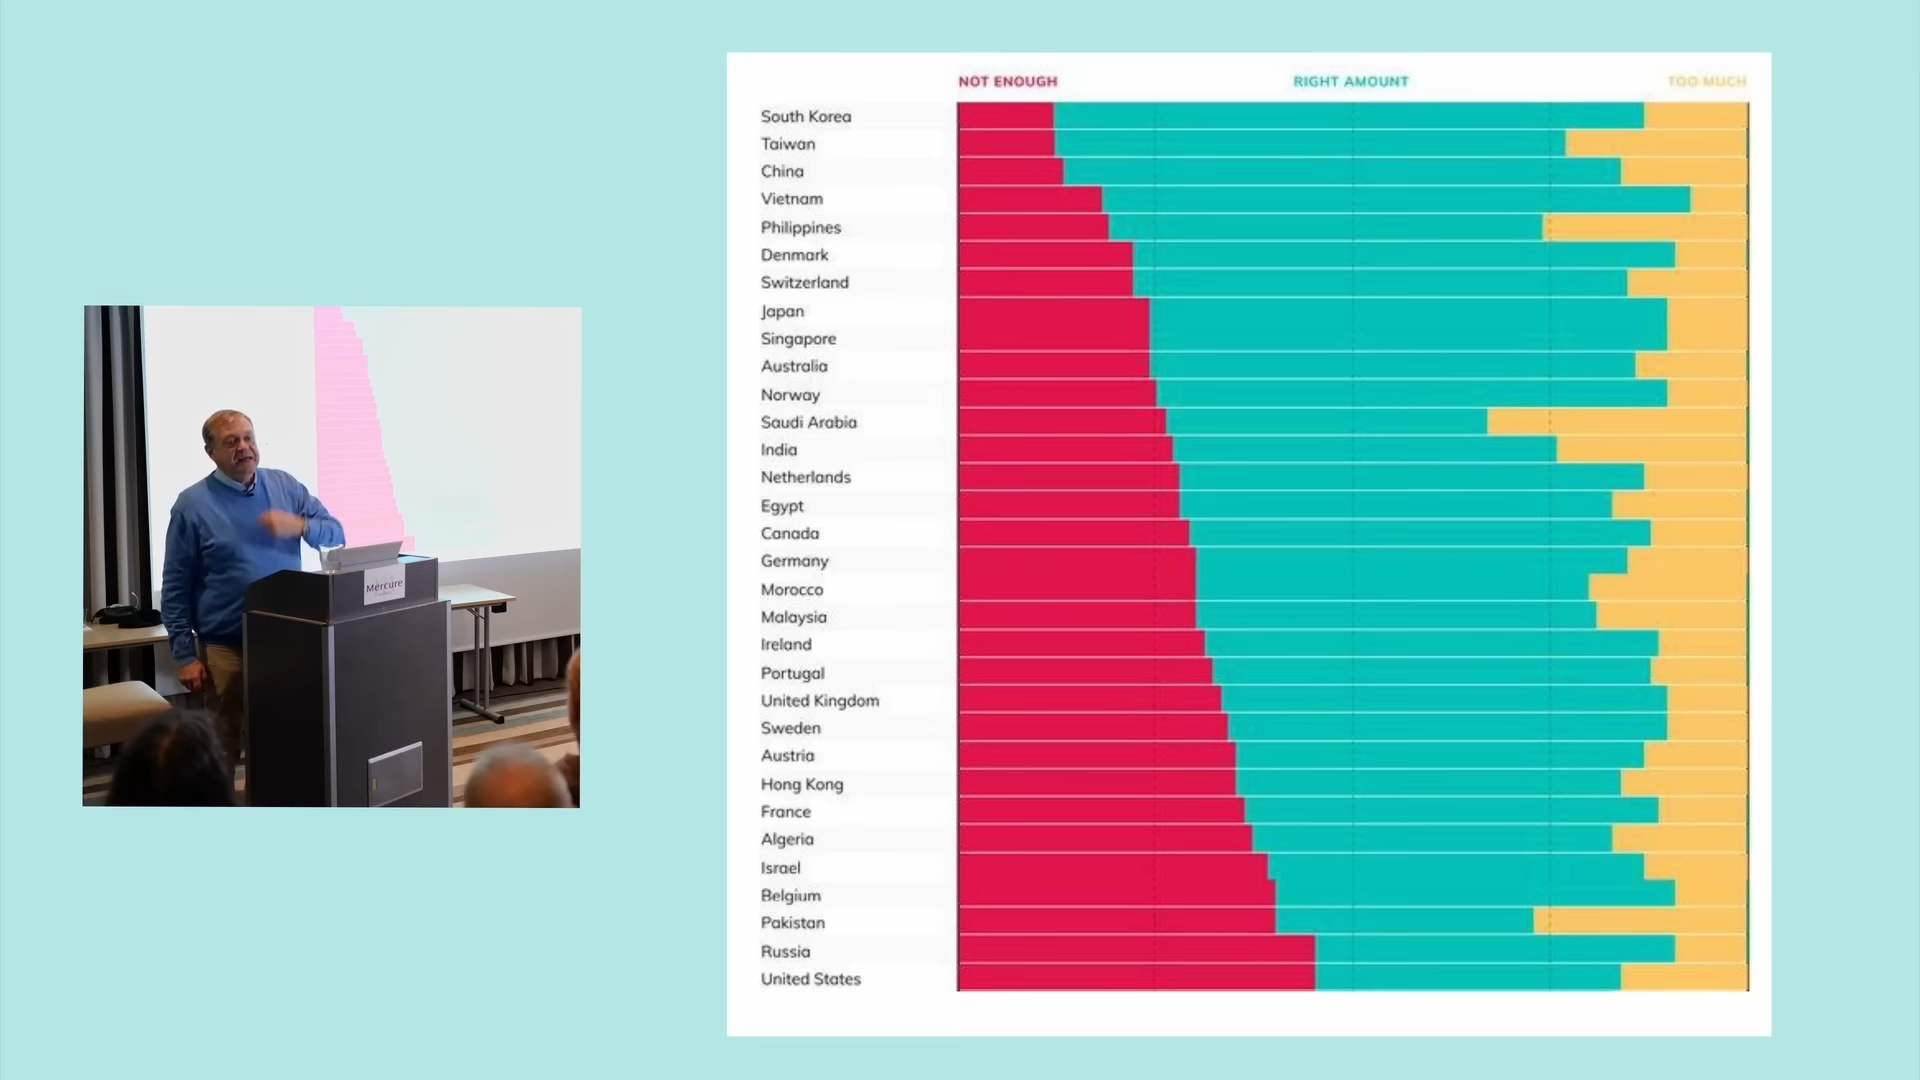 NOT ENOUGH RIGHT AMOUNT TOO MUCH
South Korea
Taiwan
China
Vietnam
Philippines
Denmark
Switzerland
Japan
Singapore
Australia
Norway
Saudi Arabia
India
Netherlands
Egypt
Canada
Germany
Morocco
Malaysia
Ireland
Portugal
United Kingdom
Sweden
Austria
Hong Kong
France
Algeria
Israel
Belgium
Pakistan
Russia
United States
Mercure